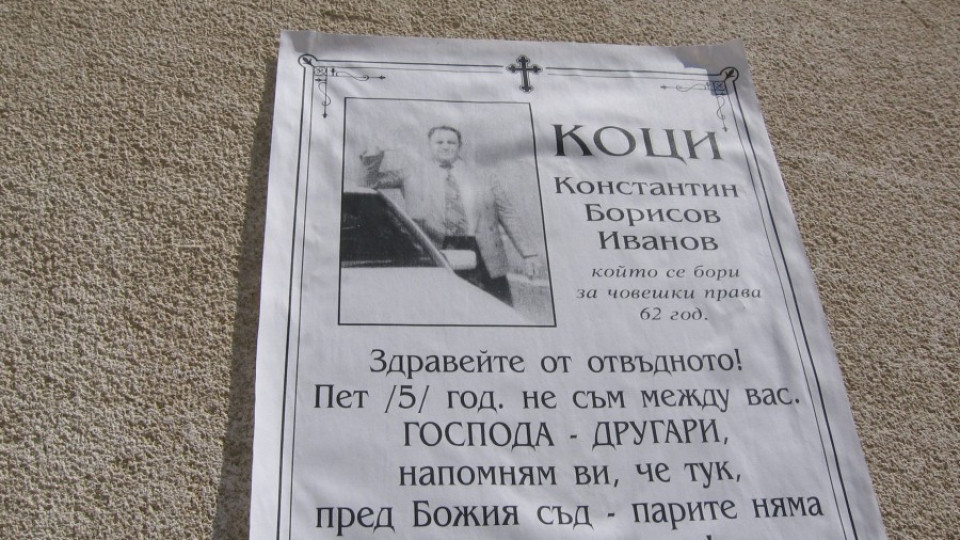 КОЦИ
Константин
Борисов
Иванов
който се бори
за човешки права
62 год.
Здравейте от отвъдното!
Пет /5/ год. не съм между вас.
ГОСПОДА - ДРУГАРИ,
напомням ви, че тук,
пред Божия съд - парите няма